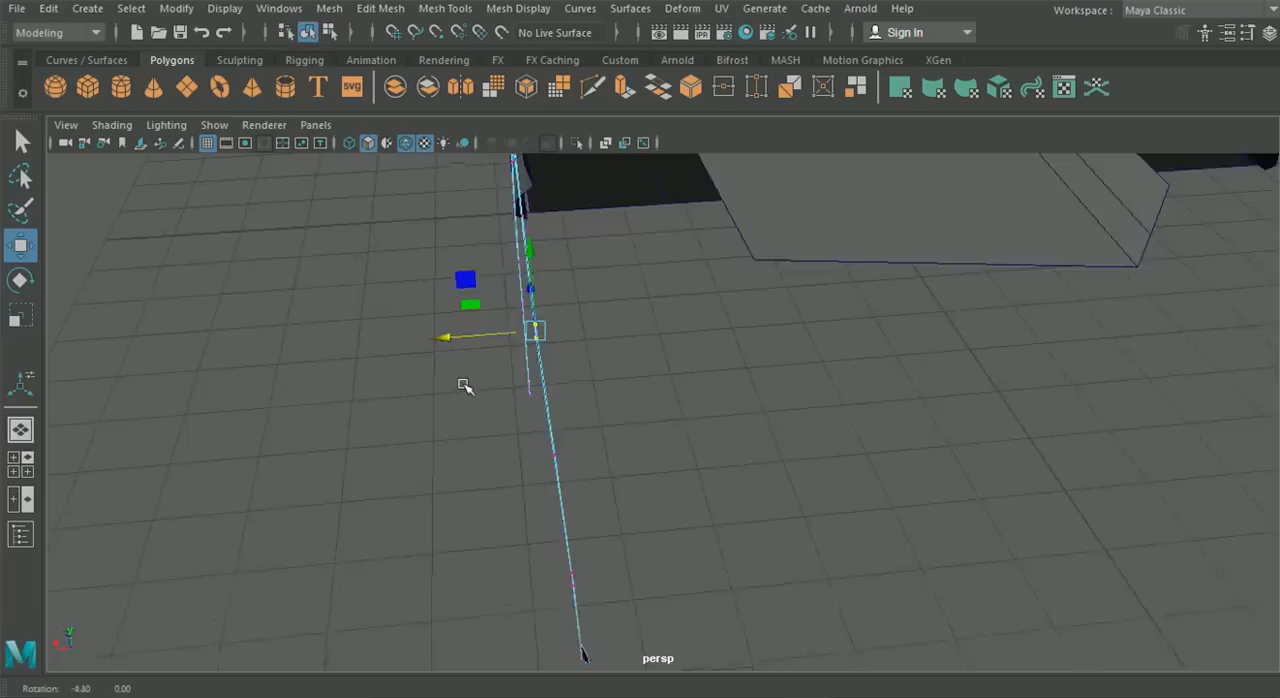 File Edit Create Select Modify Display Windows Mesh Edit Mesh Mesh Tools Mesh Display Curves Surfaces Deform UV Generate Cache Arnold Help Workspace : Maya Classic
Modeling No Live Surface Sign In
Curves / Surfaces Polygons Sculpting Rigging Animation Rendering FX FX Caching Custom Arnold Bifrost MASH Motion Graphics XGen
T SVG
View Shading Lighting Show Renderer Panels
persp
M
Rotation: -4.40 0.00